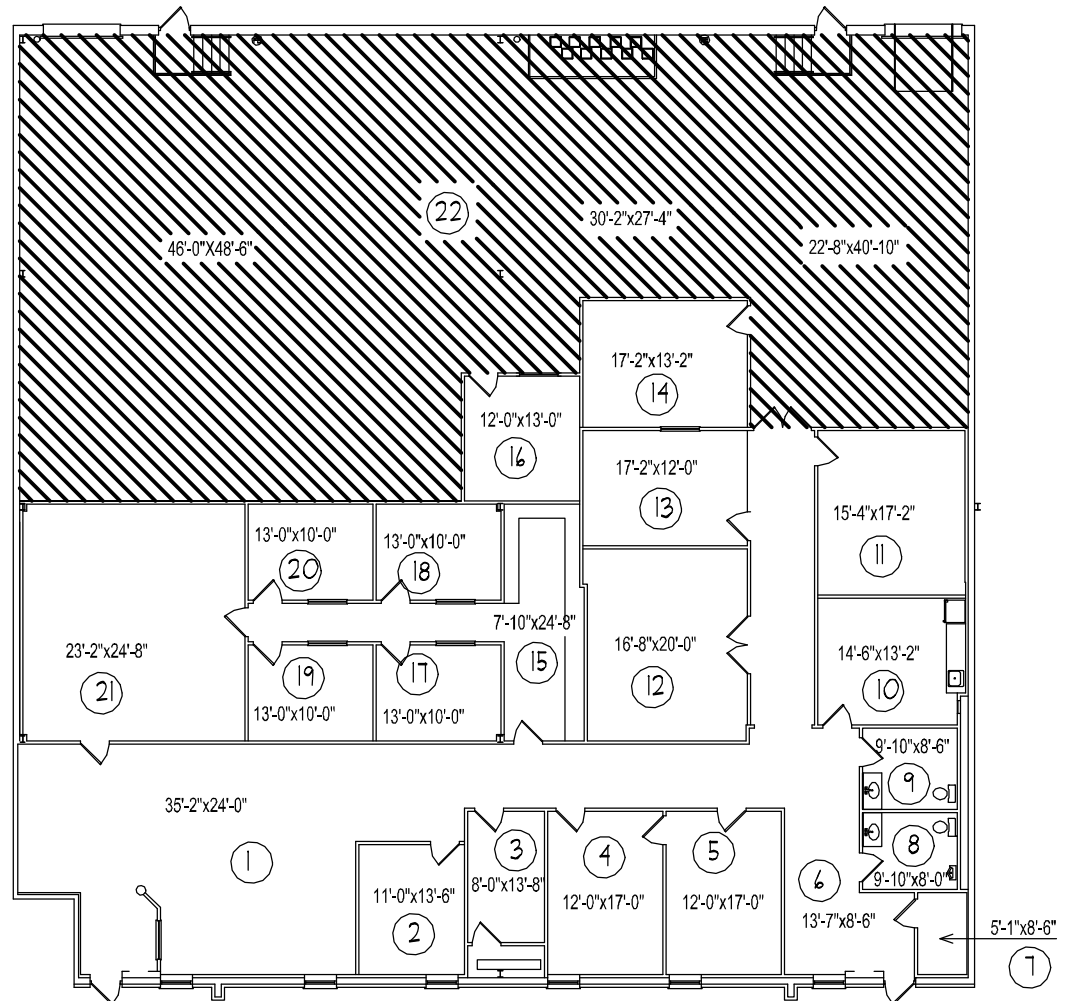 22
30'-2"x27'-4"
46'-0"X48'-6"
22'-8"x40'-10"
17'-2"x13'-2"
14
12'-0"x13'-0"
16
17'-2"x12'-0"
13
15'-4"x17'-2"
11
13'-0"x10'-0"
20
13'-0"x10'-0"
18
7'-10"x24'-8"
15
23'-2"x24'-8"
21
19
13'-0"x10'-0"
17
13'-0"x10'-0"
16'-8"x20'-0"
12
14'-6"x13'-2"
10
9'-10"x8'-6"
9
35'-2"x24'-0"
1
11'-0"x13'-6"
2
3
8'-0"x13'-8"
4
12'-0"x17'-0"
5
12'-0"x17'-0"
8
9'-10"x8'-0"
6
13'-7"x8'-6"
5'-1"x8'-6"
7